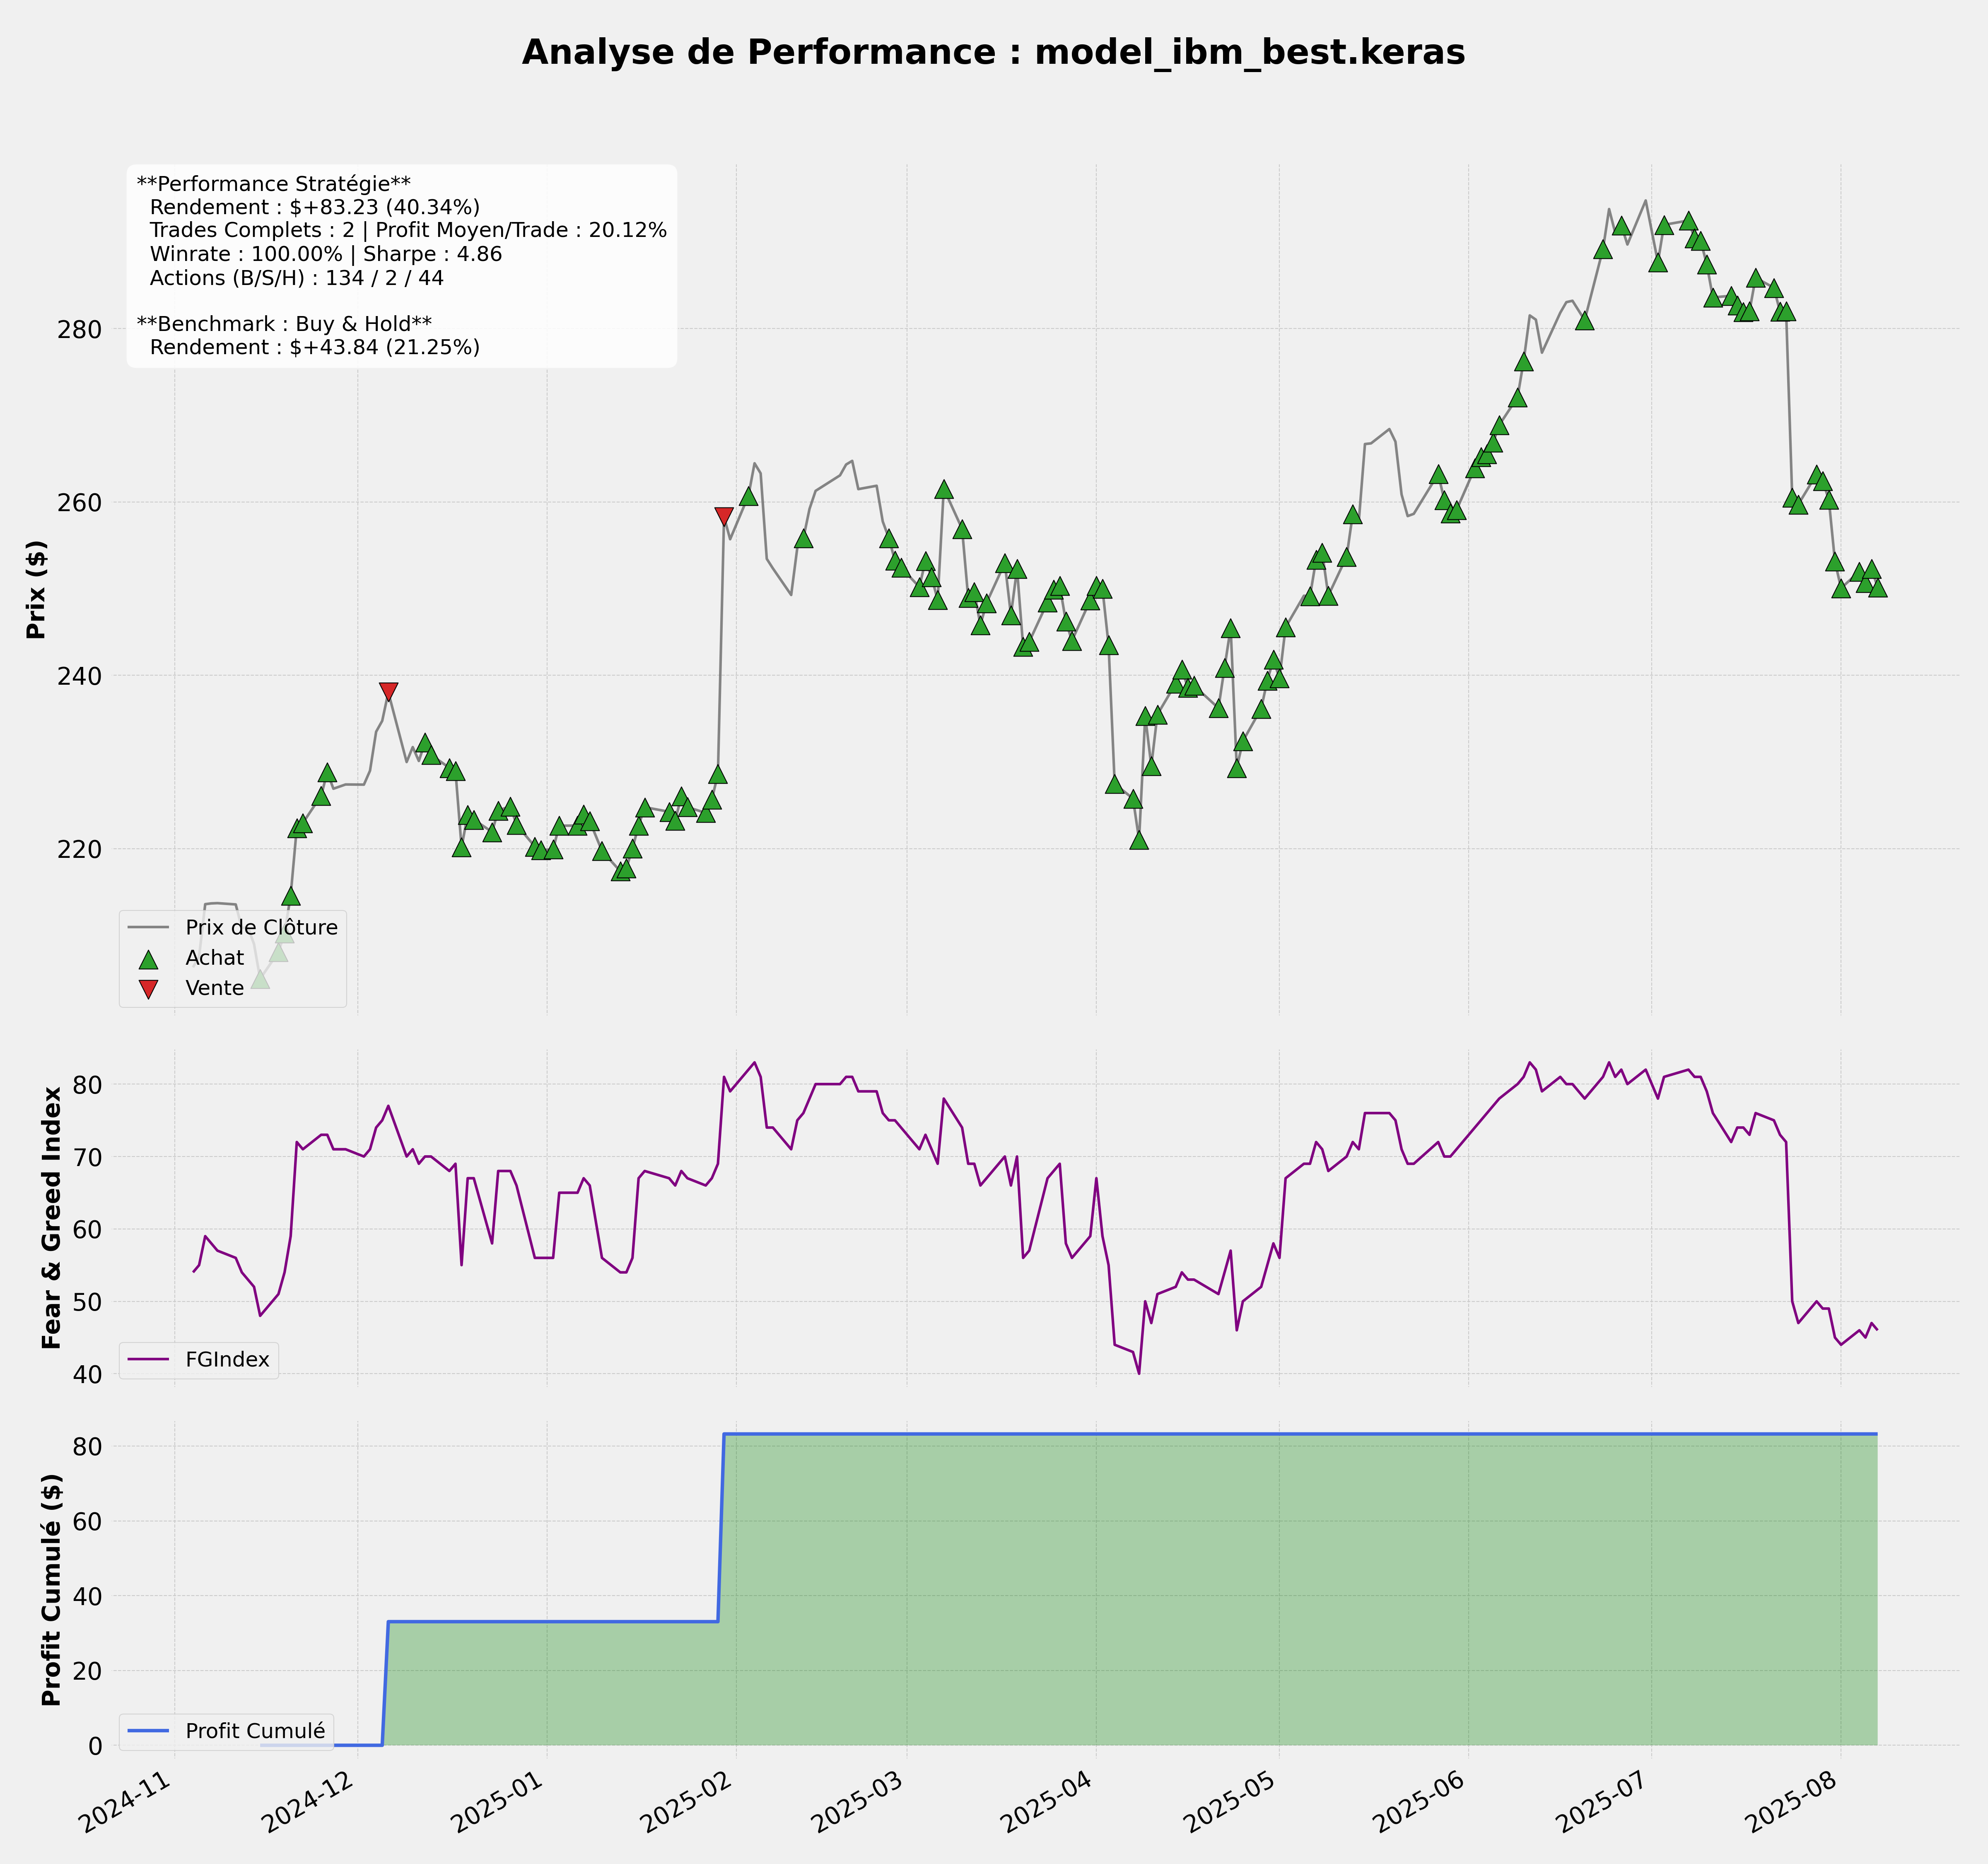 Analyse de Performance : model_ibm_best.keras
**Performance Stratégie**
Rendement : $+83.23 (40.34%)
Trades Complets : 2 | Profit Moyen/Trade : 20.12%
Winrate : 100.00% | Sharpe : 4.86
Actions (B/S/H) : 134 / 2 / 44
**Benchmark : Buy & Hold**
Rendement : $+43.84 (21.25%)
Prix ($)
280
260
240
220
Prix de Clôture
Achat
Vente
Fear & Greed Index
80
70
60
50
40
FGIndex
Profit Cumulé ($)
80
60
40
20
0
Profit Cumulé
2024-11
2024-12
2025-01
2025-02
2025-03
2025-04
2025-05
2025-06
2025-07
2025-08